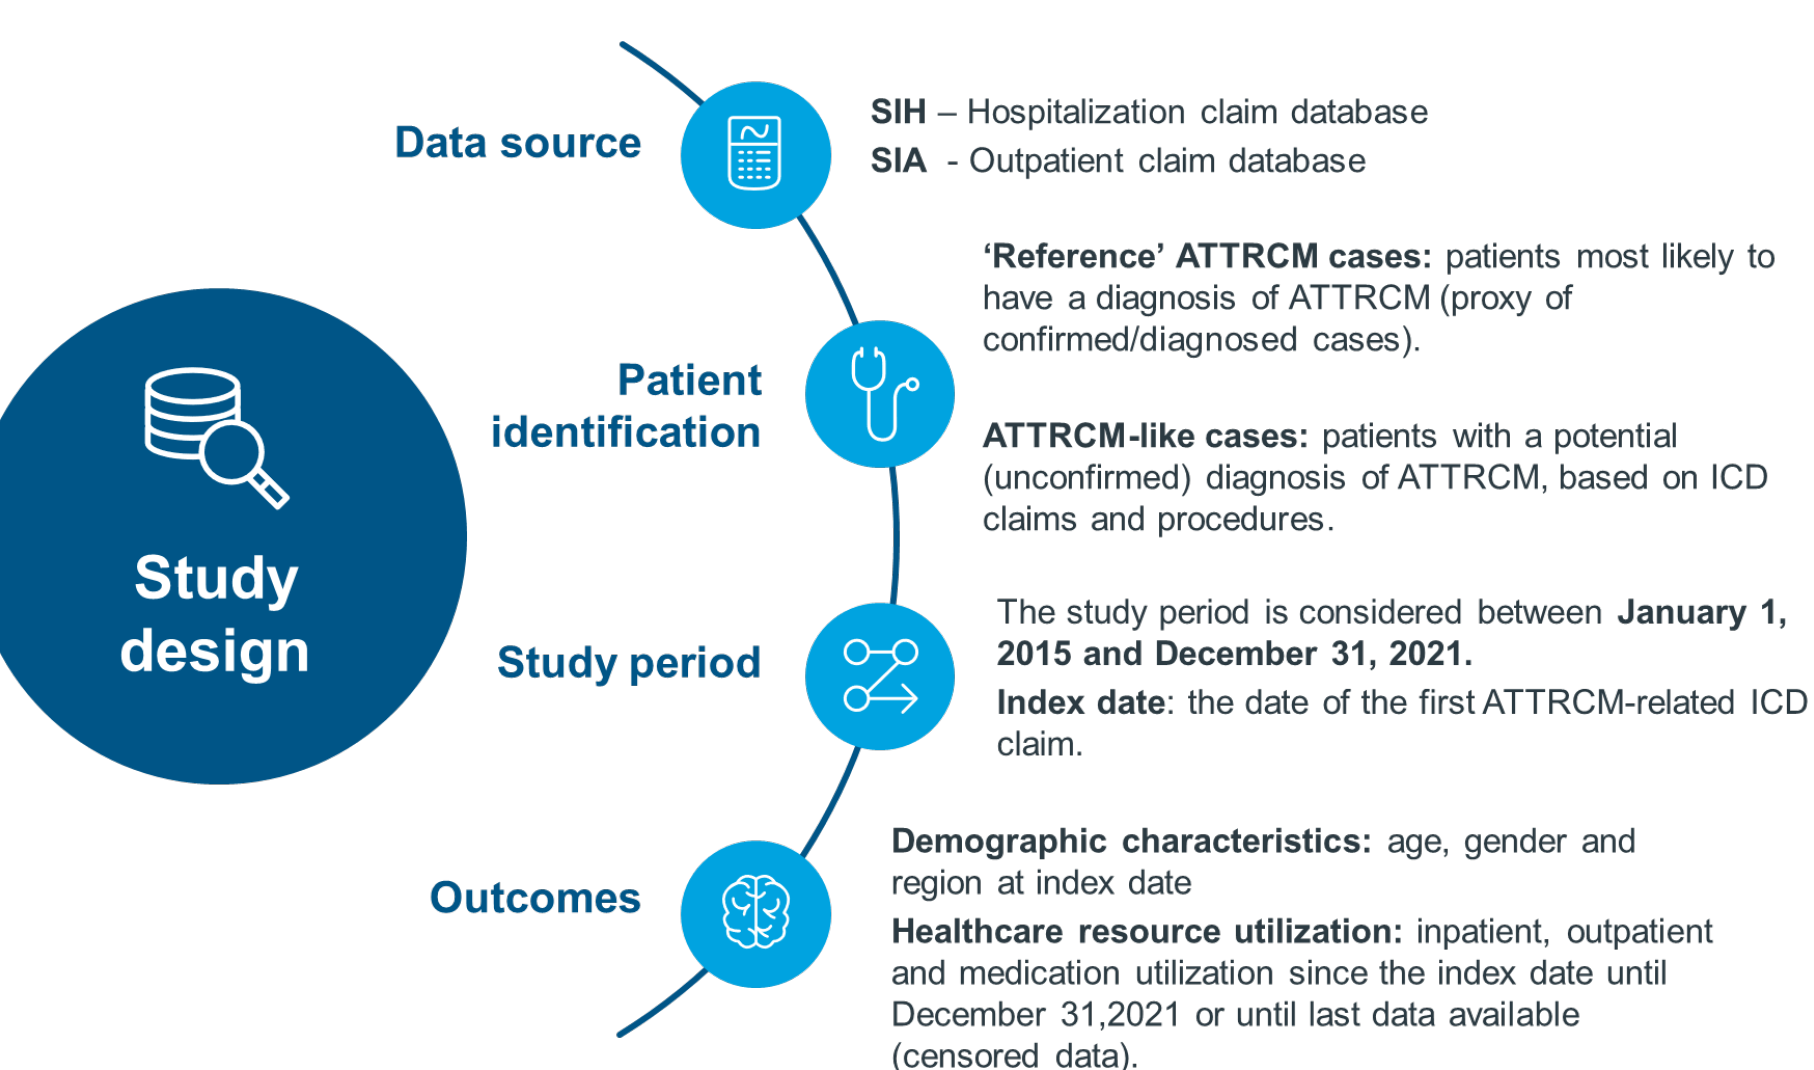 Data source
SIH – Hospitalization claim database
SIA - Outpatient claim database
Patient
identification
‘Reference’ ATTRCM cases: patients most likely to
have a diagnosis of ATTRCM (proxy of
confirmed/diagnosed cases).
ATTRCM-like cases: patients with a potential
(unconfirmed) diagnosis of ATTRCM, based on ICD
claims and procedures.
Study
design
Study period
The study period is considered between January 1,
2015 and December 31, 2021.
Index date: the date of the first ATTRCM-related ICD
claim.
Outcomes
Demographic characteristics: age, gender and
region at index date
Healthcare resource utilization: inpatient, outpatient
and medication utilization since the index date until
December 31,2021 or until last data available
(censored data).